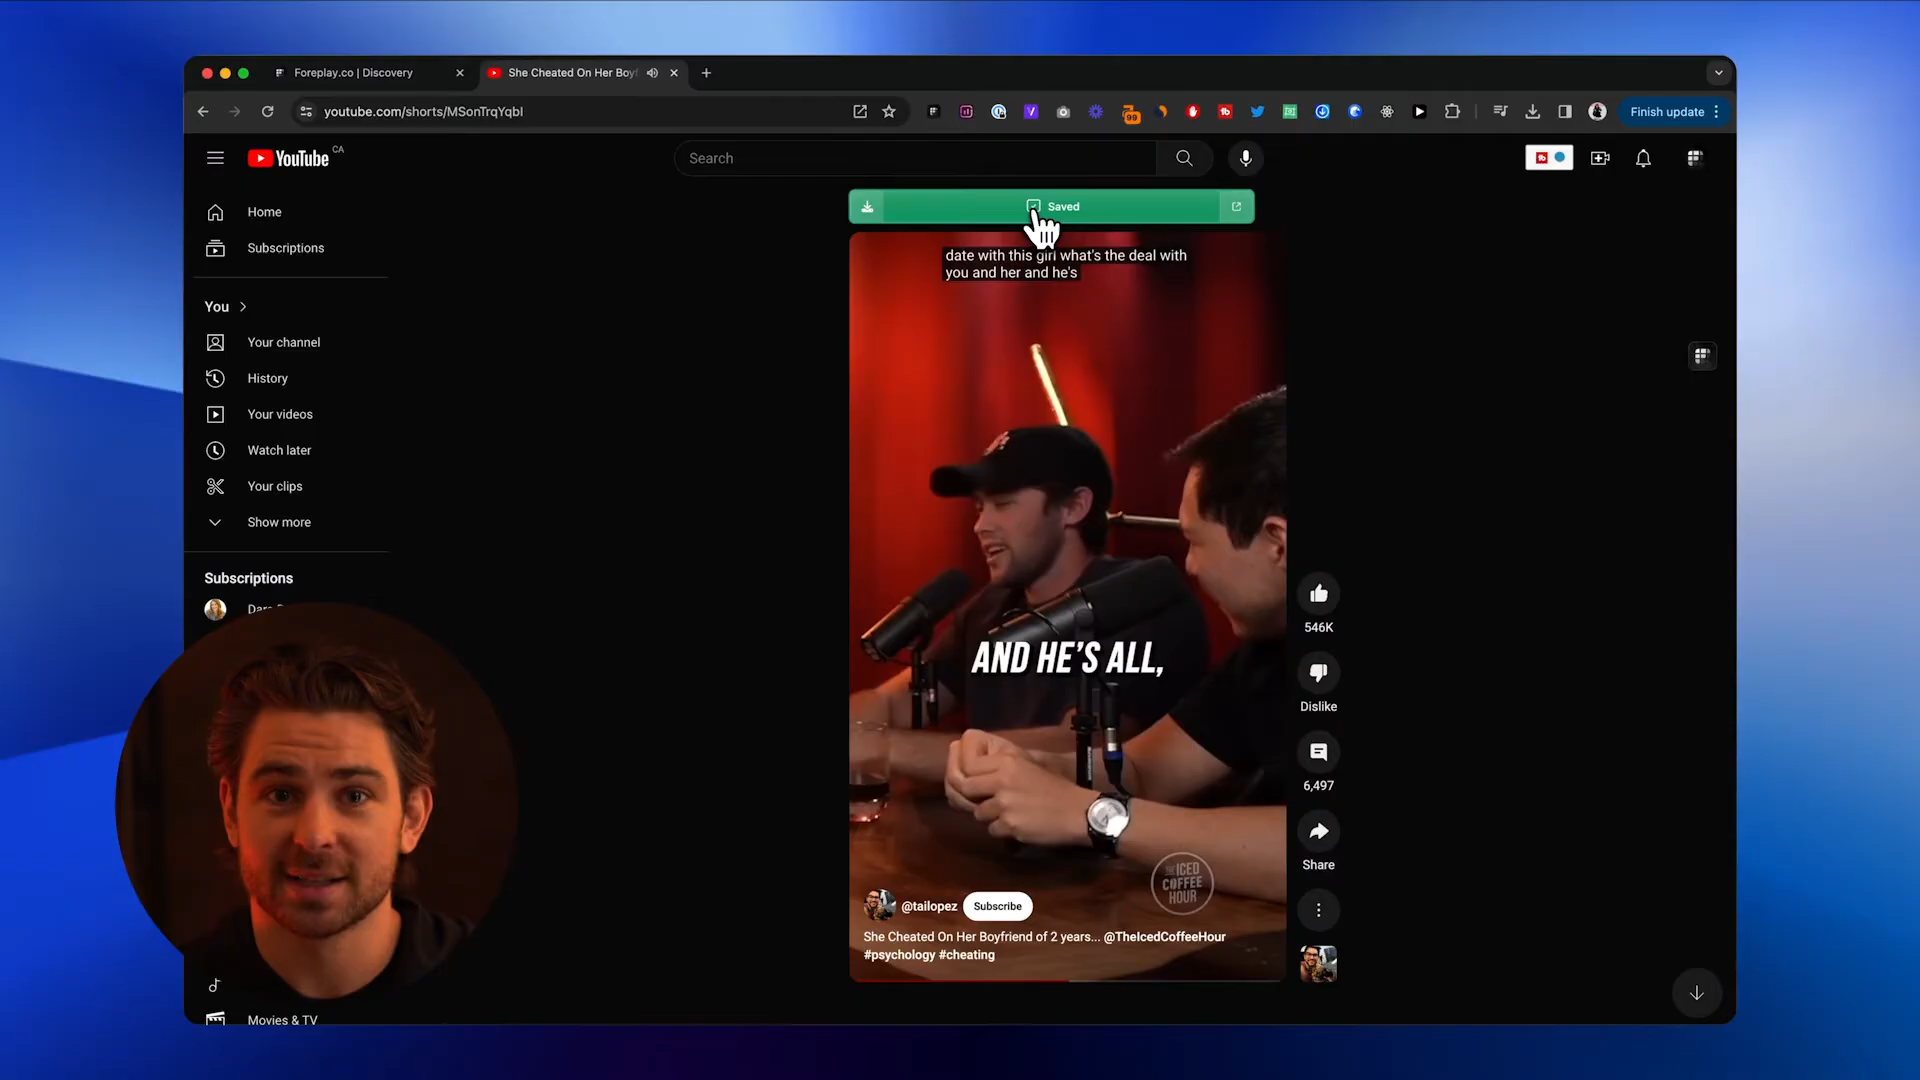 Foreplay.co | Discovery
She Cheated On Her Boyf
youtube.com/shorts/MSonTrqYqbI
99
Finish update
YouTube CA
Search
Home
Subscriptions
You
Your channel
History
Your videos
Watch later
Your clips
Show more
Subscriptions
Movies & TV
Saved
date with this girl what's the deal with
you and her and he's
AND HE'S ALL,
THE ICED
COFFEE
HOUR
@tailopez
Subscribe
She Cheated On Her Boyfriend of 2 years... @TheIcedCoffeeHour
#psychology #cheating
546K
Dislike
6,497
Share